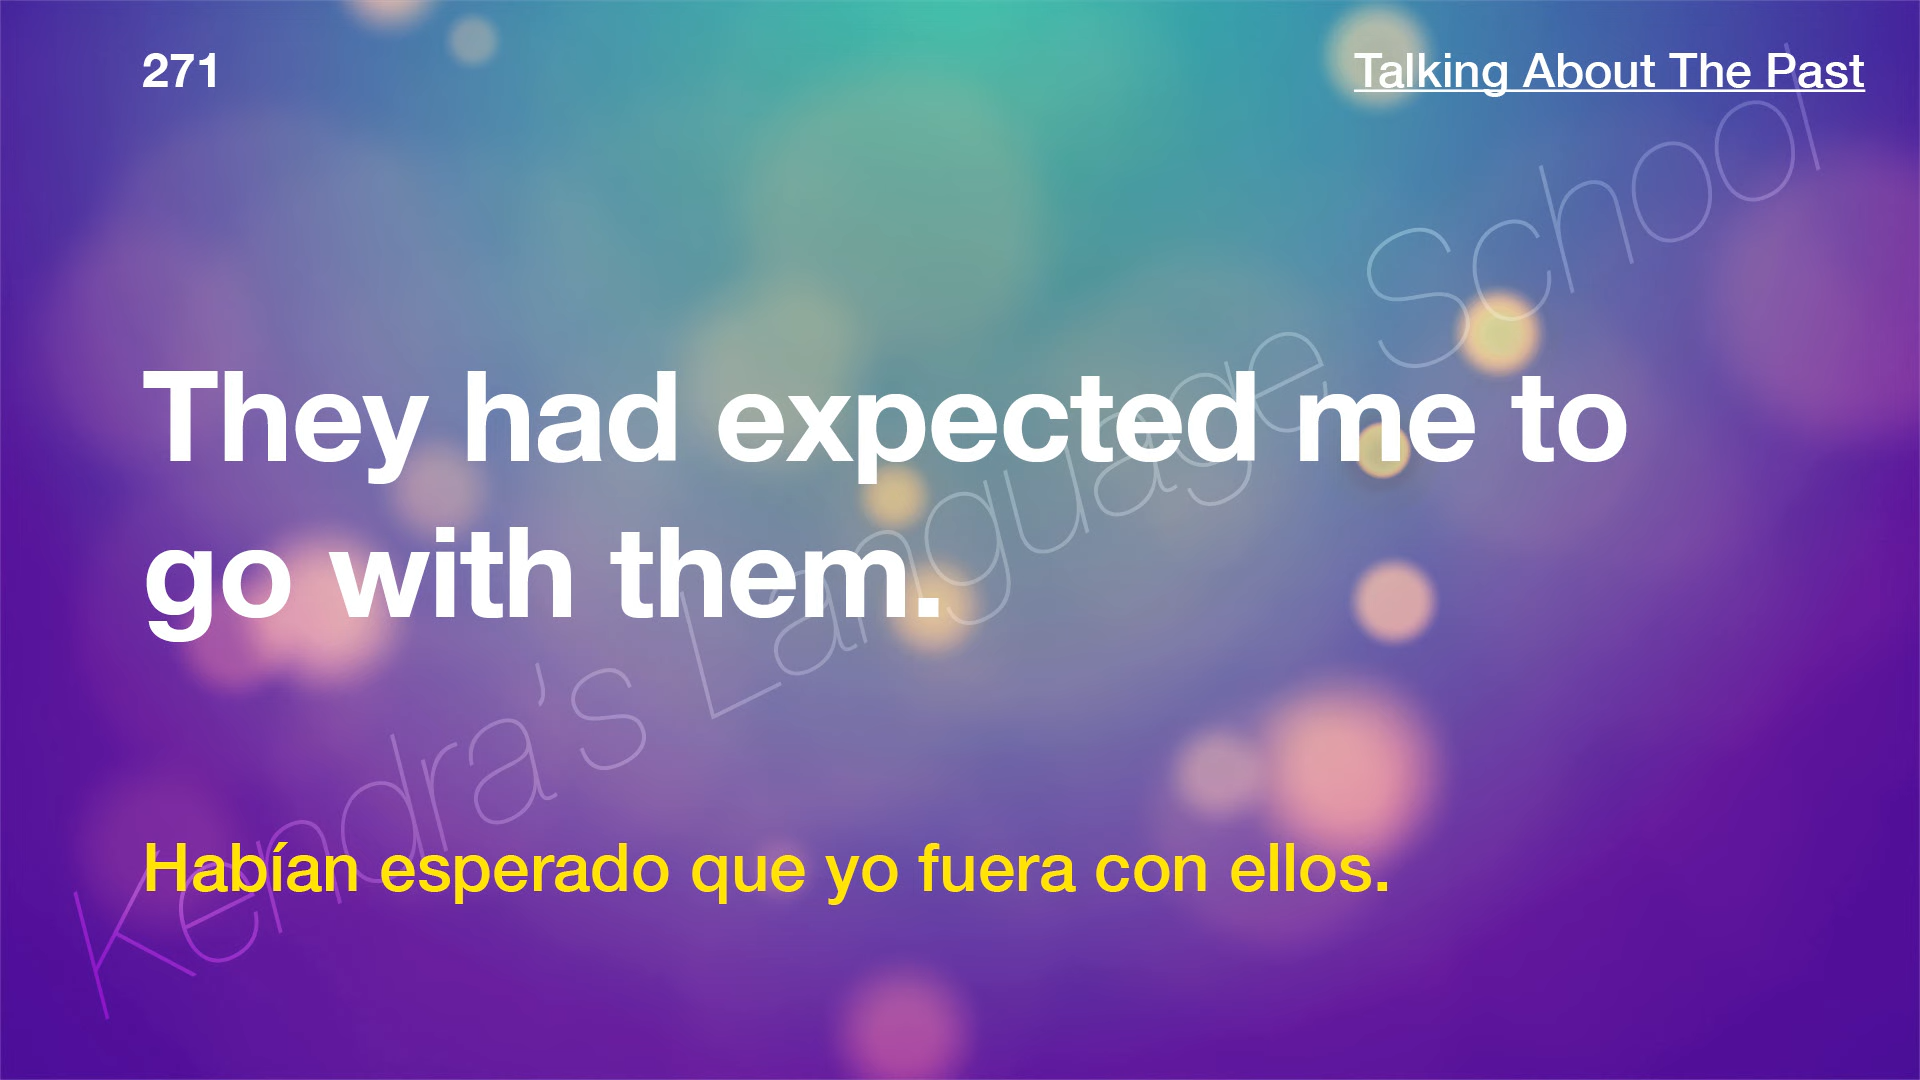 271
Talking About The Past
They had expected me to
go with them.
Habían esperado que yo fuera con ellos.
Kendra’s Language School